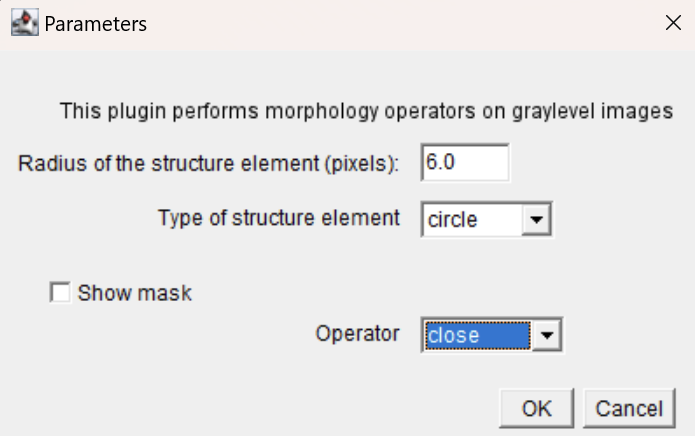 Parameters
This plugin performs morphology operators on graylevel images
Radius of the structure element (pixels): 6.0
Type of structure element circle
Show mask
Operator close
OK Cancel